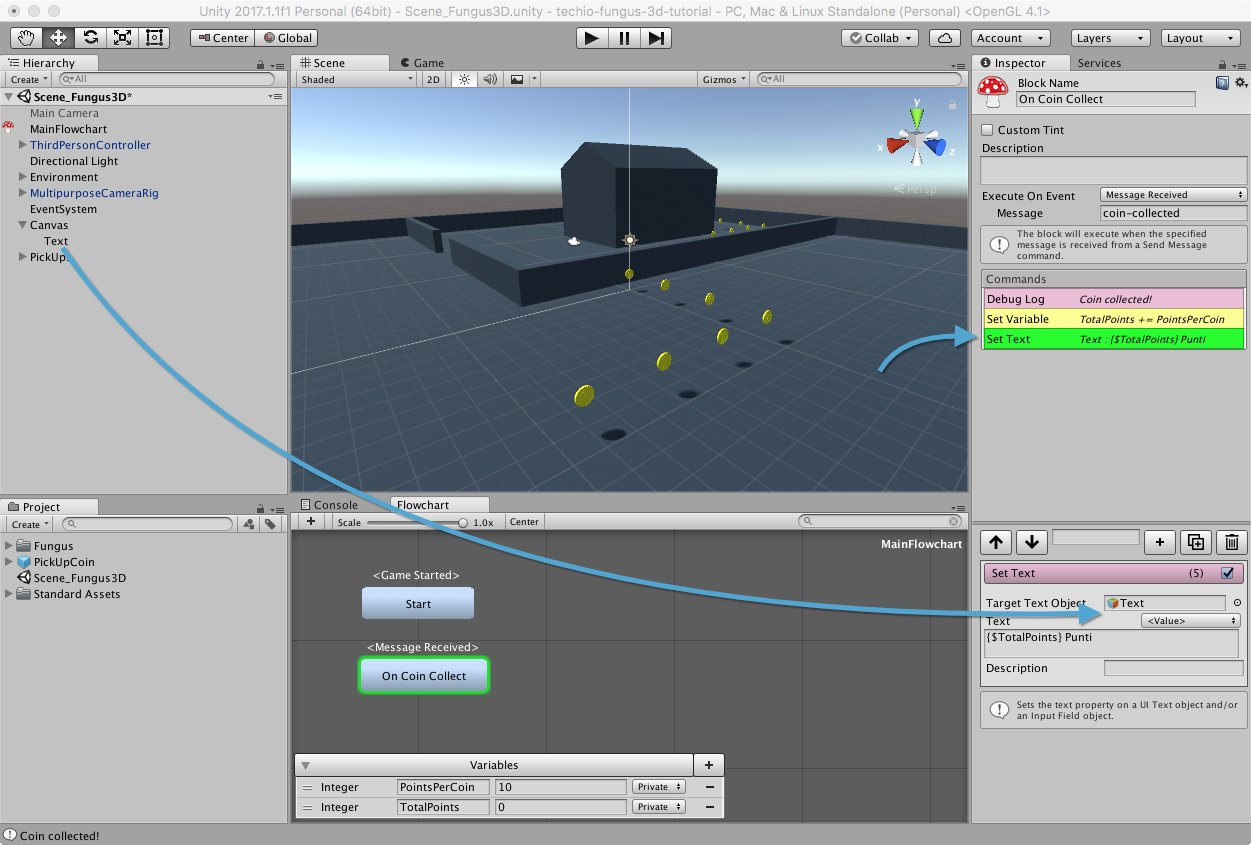 Unity 2017.1.1f1 Personal (64bit) - Scene_Fungus3D.unity - techio-fungus-3d-tutorial - PC, Mac & Linux Standalone (Personal) <OpenGL 4.1>
Center Global Collab Account Layers Layout
Hierarchy
Create All
Scene_Fungus3D*
Main Camera
MainFlowchart
ThirdPersonController
Directional Light
Environment
MultipurposeCameraRig
EventSystem
Canvas
Text
PickUp
Scene Game
Shaded 2D Gizmos All
y
x
z
Persp
Inspector Services
Block Name
On Coin Collect
Custom Tint
Description
Execute On Event Message Received
Message coin-collected
The block will execute when the specified
message is received from a Send Message
command.
Commands
Debug Log Coin collected!
Set Variable TotalPoints += PointsPerCoin
Set Text Text : {$TotalPoints} Punti
Project
Create
Fungus
PickUpCoin
Scene_Fungus3D
Standard Assets
Console Flowchart
Scale 1.0x Center
MainFlowchart
<Game Started>
Start
<Message Received>
On Coin Collect
Variables
Integer PointsPerCoin 10 Private
Integer TotalPoints 0 Private
Set Text (5)
Target Text Object Text
Text <Value>
{$TotalPoints} Punti
Description
Sets the text property on a UI Text object and/or
an Input Field object.
Coin collected!